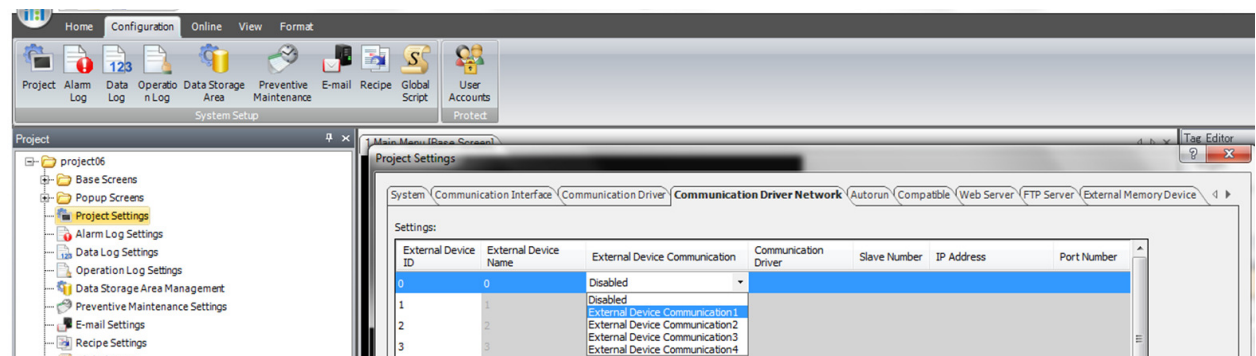 Home Configuration Online View Format
Project Alarm Log Data Log Operatio n Log Data Storage Area Preventive Maintenance E-mail Recipe Global Script User Accounts
123
System Setup Protect
Project
1 Main Menu [Base Screen]
Tag Editor
project06
Base Screens
Popup Screens
Project Settings
Alarm Log Settings
Data Log Settings
Operation Log Settings
Data Storage Area Management
Preventive Maintenance Settings
E-mail Settings
Recipe Settings
Project Settings
System Communication Interface Communication Driver Communication Driver Network Autorun Compatible Web Server FTP Server External Memory Device
Settings:
External Device ID External Device Name External Device Communication Communication Driver Slave Number IP Address Port Number
0 0 Disabled
Disabled
1 1 External Device Communication1
2 2 External Device Communication2
External Device Communication3
3 3 External Device Communication4